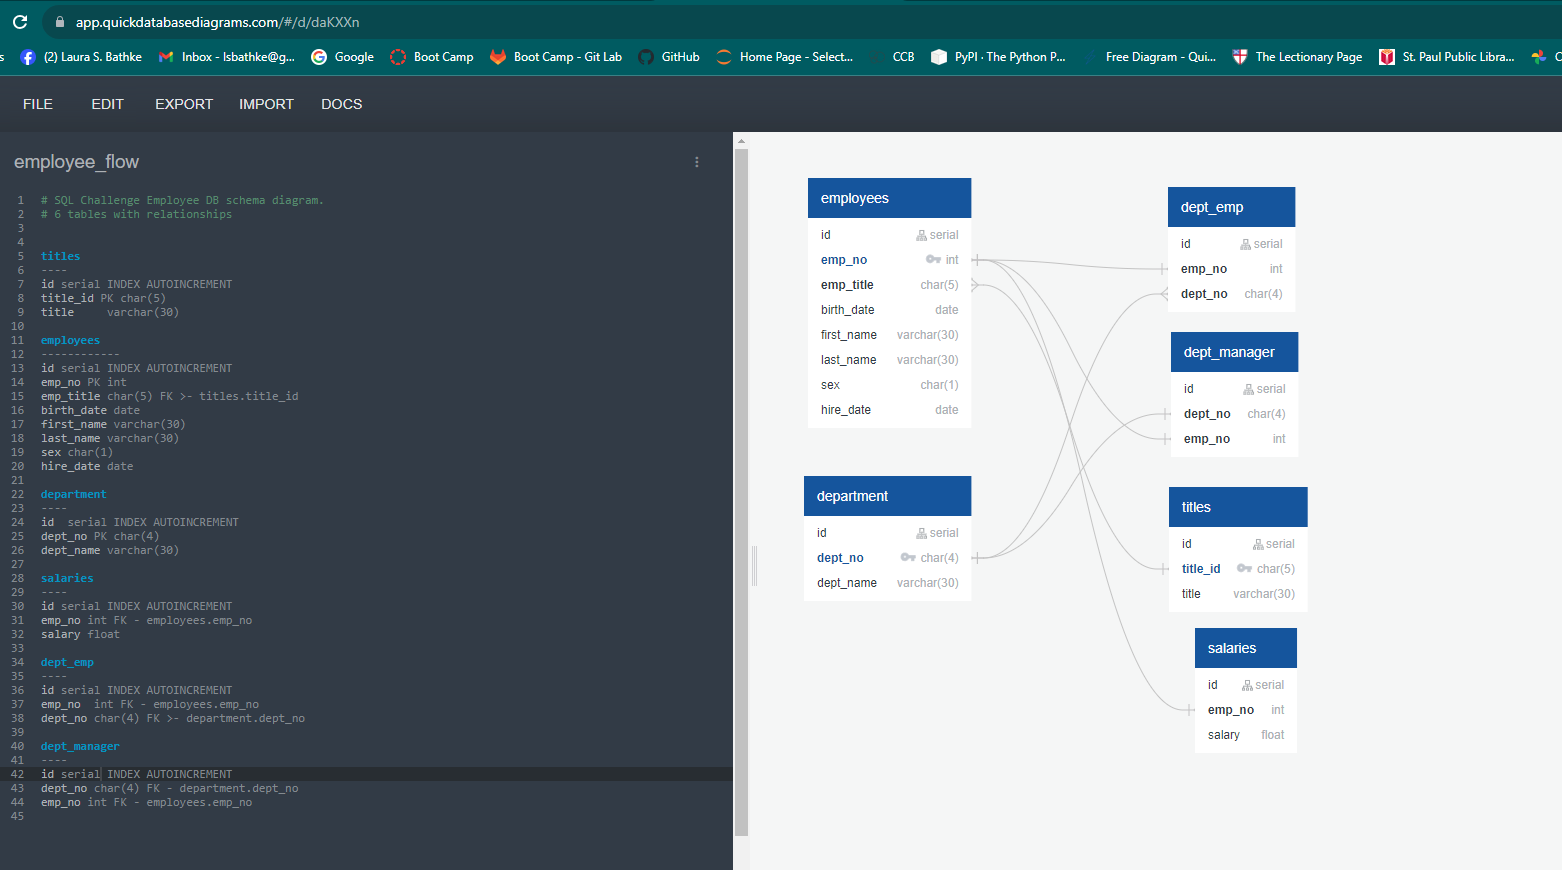 app.quickdatabasediagrams.com/#/d/daKXXn
s (2) Laura S. Bathke Inbox - lsbathke@g... Google Boot Camp Boot Camp - Git Lab GitHub Home Page - Select... CCB PyPI · The Python P... Free Diagram - Qui... The Lectionary Page St. Paul Public Libra...
FILE EDIT EXPORT IMPORT DOCS
employee_flow
1 # SQL Challenge Employee DB schema diagram.
2 # 6 tables with relationships
3
4
5 titles
6 ----
7 id serial INDEX AUTOINCREMENT
8 title_id PK char(5)
9 title     varchar(30)
10
11 employees
12 ------------
13 id serial INDEX AUTOINCREMENT
14 emp_no PK int
15 emp_title char(5) FK >- titles.title_id
16 birth_date date
17 first_name varchar(30)
18 last_name varchar(30)
19 sex char(1)
20 hire_date date
21
22 department
23 ----
24 id  serial INDEX AUTOINCREMENT
25 dept_no PK char(4)
26 dept_name varchar(30)
27
28 salaries
29 ----
30 id serial INDEX AUTOINCREMENT
31 emp_no int FK - employees.emp_no
32 salary float
33
34 dept_emp
35 ----
36 id serial INDEX AUTOINCREMENT
37 emp_no  int FK - employees.emp_no
38 dept_no char(4) FK >- department.dept_no
39
40 dept_manager
41 ----
42 id serial INDEX AUTOINCREMENT
43 dept_no char(4) FK - department.dept_no
44 emp_no int FK - employees.emp_no
45
employees
id serial
emp_no int
emp_title char(5)
birth_date date
first_name varchar(30)
last_name varchar(30)
sex char(1)
hire_date date
department
id serial
dept_no char(4)
dept_name varchar(30)
dept_emp
id serial
emp_no int
dept_no char(4)
dept_manager
id serial
dept_no char(4)
emp_no int
titles
id serial
title_id char(5)
title varchar(30)
salaries
id serial
emp_no int
salary float